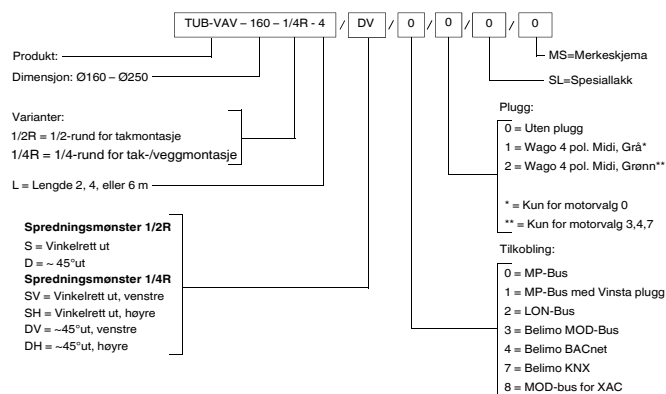 TUB-VAV – 160 – 1/4R - 4 / DV / 0 / 0 / 0 / 0
Produkt:
Dimensjon: Ø160 – Ø250
Varianter:
1/2R = 1/2-rund for takmontasje
1/4R = 1/4-rund for tak-/veggmontasje
L = Lengde 2, 4, eller 6 m
Spredningsmønster 1/2R
S = Vinkelrett ut
D = ~ 45°ut
Spredningsmønster 1/4R
SV = Vinkelrett ut, venstre
SH = Vinkelrett ut, høyre
DV = ~45°ut, venstre
DH = ~45°ut, høyre
MS=Merkeskjema
SL=Spesiallakk
Plugg:
0 = Uten plugg
1 = Wago 4 pol. Midi, Grå*
2 = Wago 4 pol. Midi, Grønn**
* = Kun for motorvalg 0
** = Kun for motorvalg 3,4,7
Tilkobling:
0 = MP-Bus
1 = MP-Bus med Vinsta plugg
2 = LON-Bus
3 = Belimo MOD-Bus
4 = Belimo BACnet
7 = Belimo KNX
8 = MOD-bus for XAC